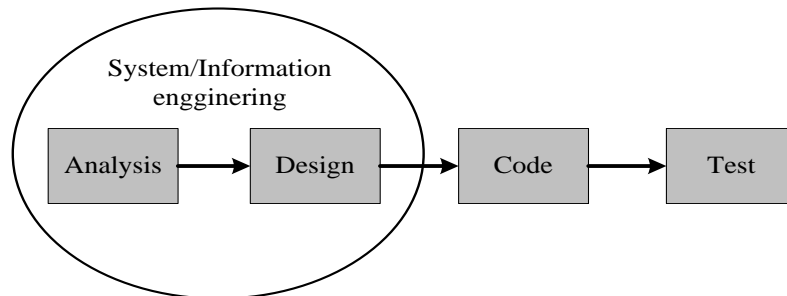 System/Information
engginering
Analysis
Design
Code
Test